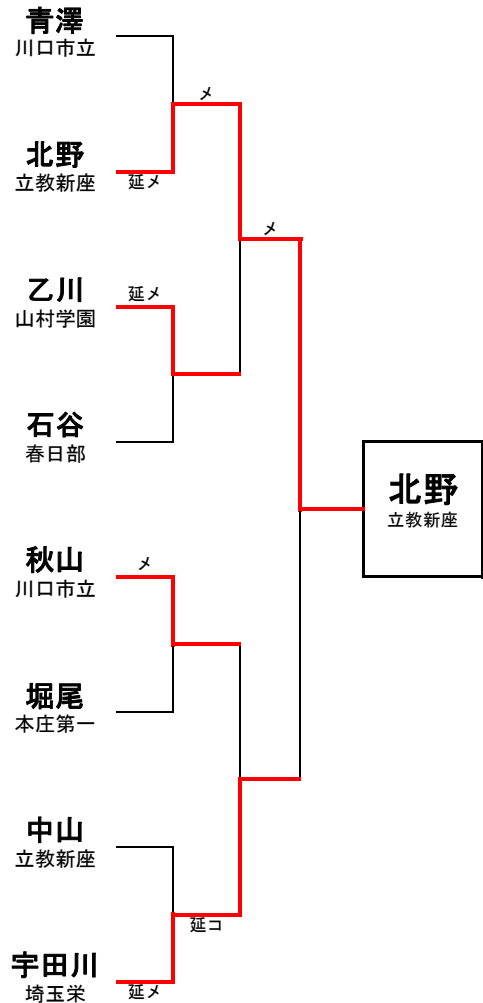 青澤
川口市立
メ
北野
立教新座
延メ
メ
乙川
山村学園
延メ
石谷
春日部
北野
立教新座
秋山
川口市立
メ
堀尾
本庄第一
中山
立教新座
延コ
宇田川
埼玉栄
延メ